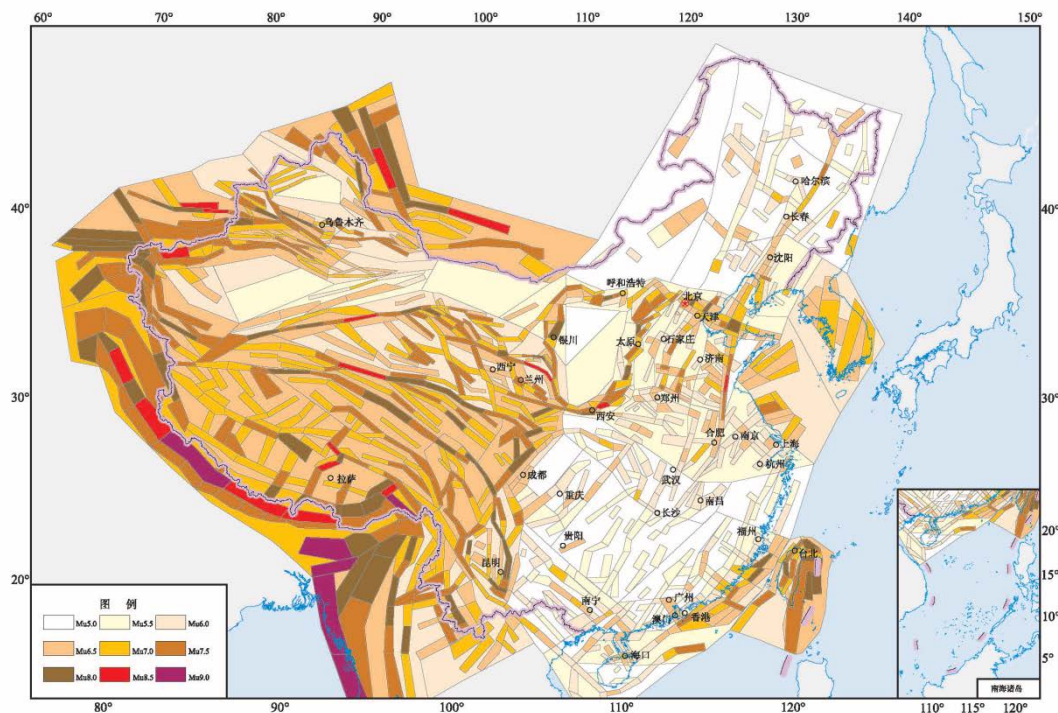 60° 70° 80° 90° 100° 110° 120° 130° 140° 150°
40°
30°
20°
哈尔滨
长春
乌鲁木齐
沈阳
呼和浩特
北京
天津
银川
太原
石家庄
西宁
兰州
济南
西安
郑州
合肥
南京
上海
拉萨
成都
武汉
杭州
重庆
长沙
南昌
贵阳
福州
台北
昆明
南宁
广州
澳门
香港
海口
图 例
Mu5.0 Mu5.5 Mu6.0
Mu6.5 Mu7.0 Mu7.5
Mu8.0 Mu8.5 Mu9.0
20°
15°
10°
5°
南海诸岛
80° 90° 100° 110° 120° 110° 115° 120°